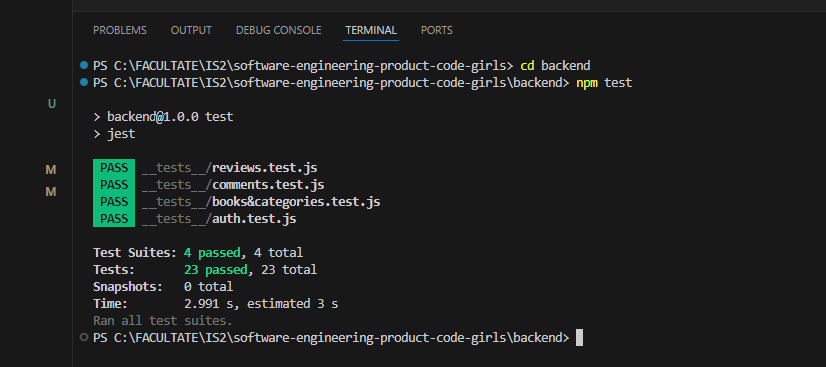 PROBLEMS OUTPUT DEBUG CONSOLE TERMINAL PORTS
PS C:\FACULTATE\IS2\software-engineering-product-code-girls> cd backend
PS C:\FACULTATE\IS2\software-engineering-product-code-girls\backend> npm test
U
> backend@1.0.0 test
> jest
M
PASS __tests__/reviews.test.js
M
PASS __tests__/comments.test.js
PASS __tests__/books&categories.test.js
PASS __tests__/auth.test.js
Test Suites: 4 passed, 4 total
Tests: 23 passed, 23 total
Snapshots: 0 total
Time: 2.991 s, estimated 3 s
Ran all test suites.
PS C:\FACULTATE\IS2\software-engineering-product-code-girls\backend>